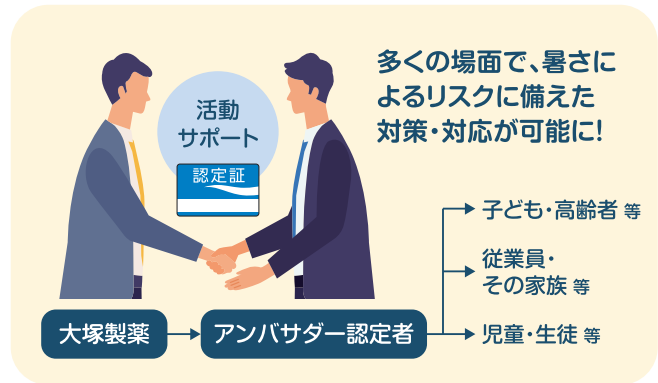 多くの場面で、暑さに
よるリスクに備えた
対策・対応が可能に!
活動
サポート
認定証
子ども・高齢者 等
従業員・
その家族 等
大塚製薬
アンバサダー認定者
児童・生徒 等